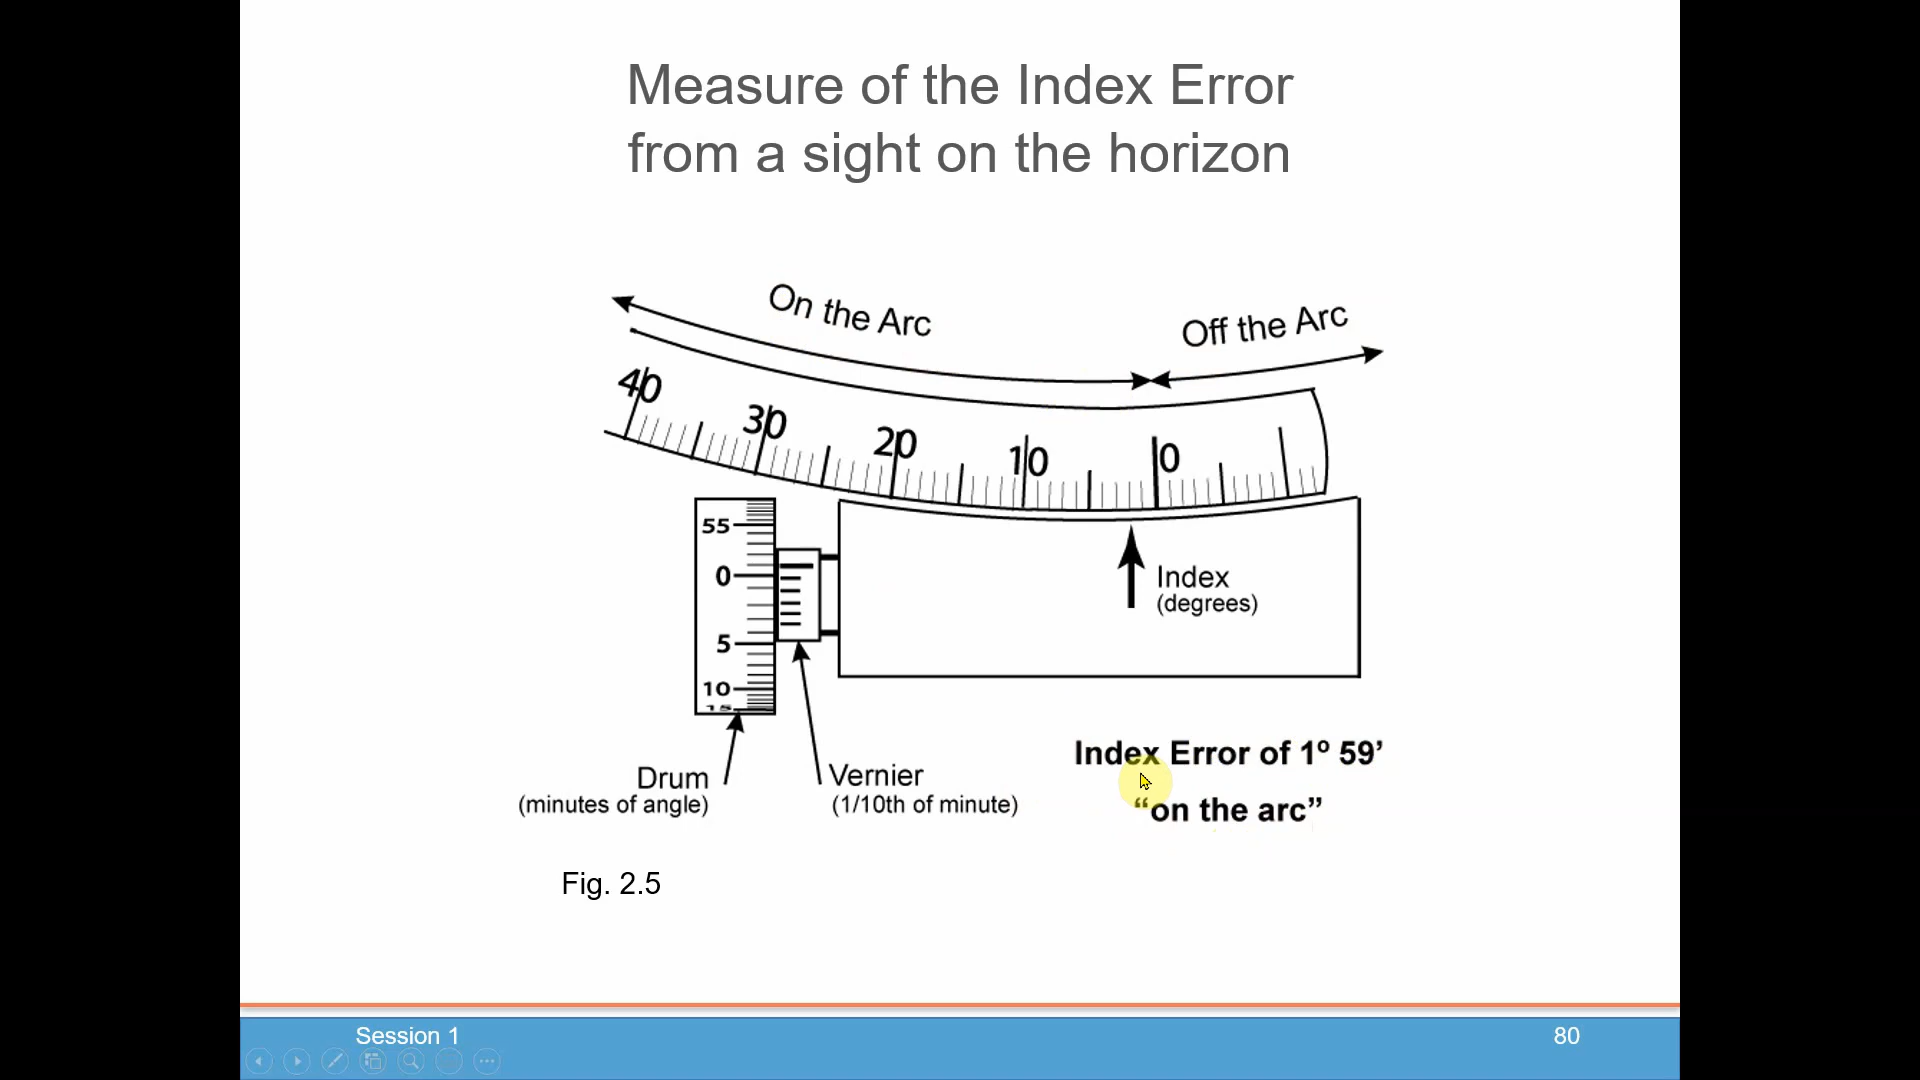 Measure of the Index Error
from a sight on the horizon
On the Arc
Off the Arc
40
30
20
10
0
55
0
5
10
15
Index
(degrees)
Index Error of 1º 59’
“on the arc”
Drum
(minutes of angle)
Vernier
(1/10th of minute)
Fig. 2.5
Session 1
80